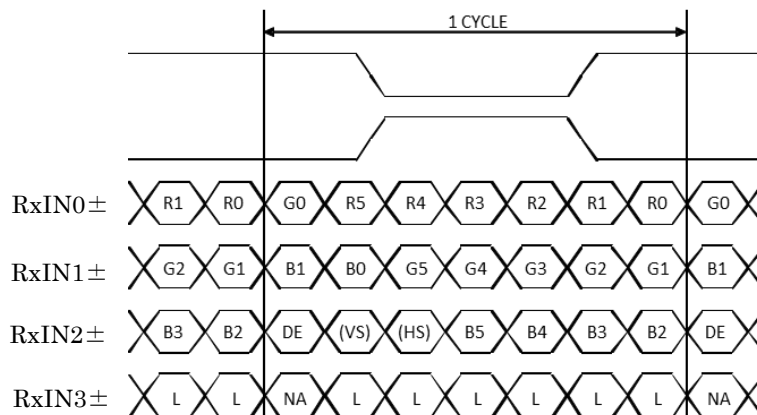 1 CYCLE
RxIN0± R1 R0 G0 R5 R4 R3 R2 R1 R0 G0
RxIN1± G2 G1 B1 B0 G5 G4 G3 G2 G1 B1
RxIN2± B3 B2 DE (VS) (HS) B5 B4 B3 B2 DE
RxIN3± L L NA L L L L L L NA